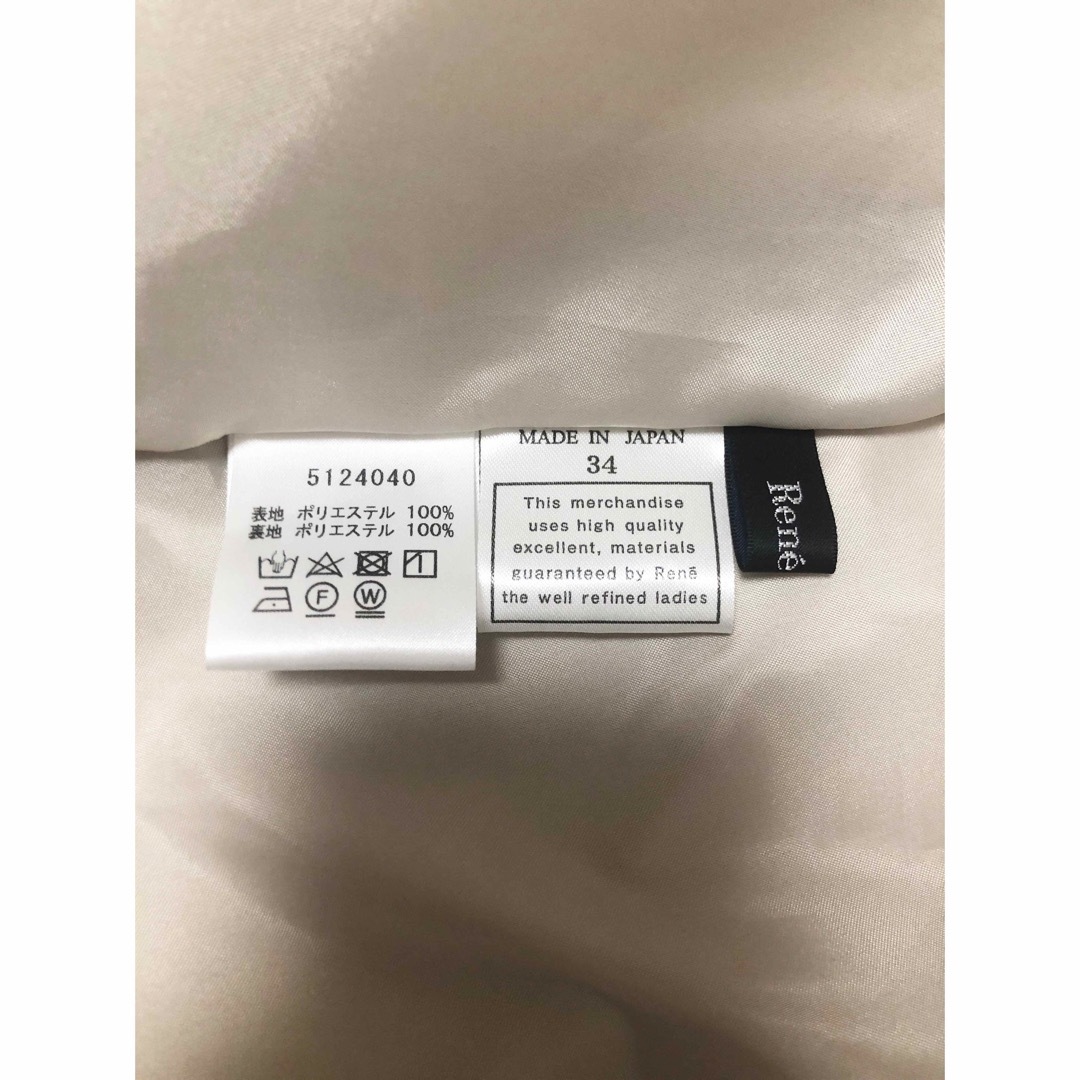 5124040
表地 ポリエステル 100%
裏地 ポリエステル 100%
F W
MADE IN JAPAN
34
This merchandise
uses high quality
excellent, materials
guaranteed by René
the well refined ladies
René